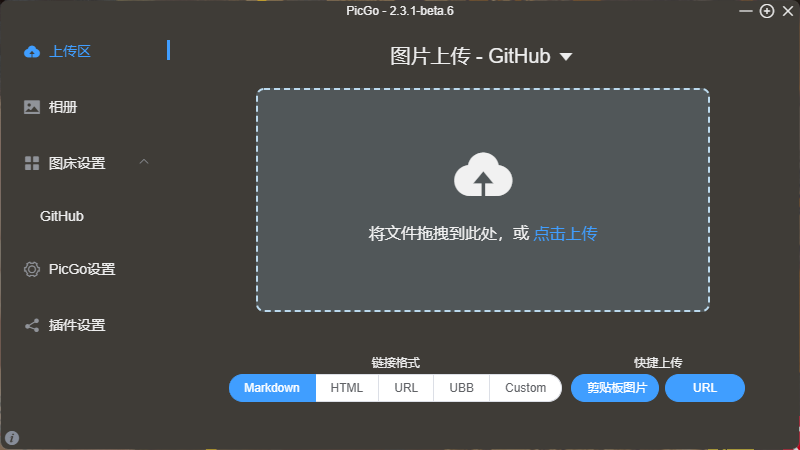 PicGo - 2.3.1-beta.6
上传区
相册
图床设置
GitHub
PicGo设置
插件设置
图片上传 - GitHub
将文件拖拽到此处，或 点击上传
链接格式
Markdown HTML URL UBB Custom
快捷上传
剪贴板图片 URL